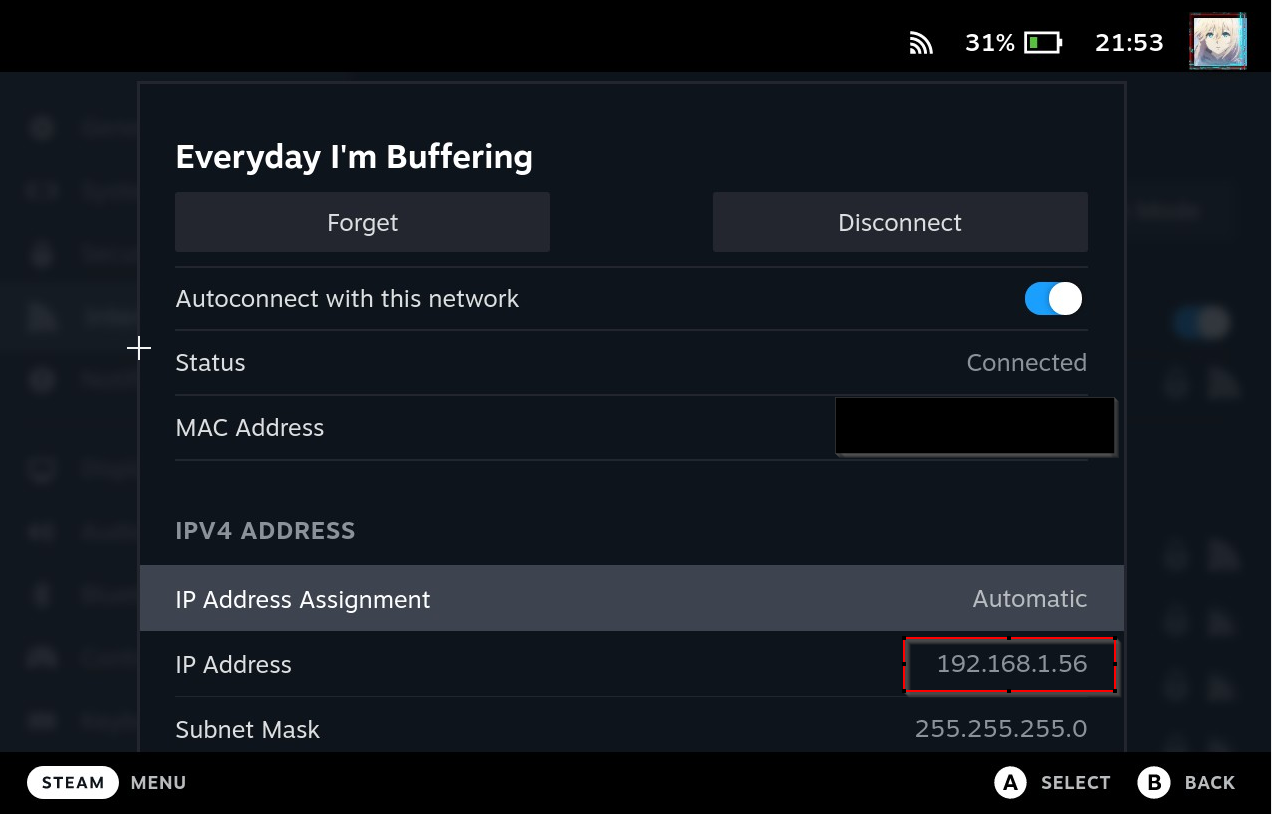 31% 21:53
Everyday I'm Buffering
Forget Disconnect
Autoconnect with this network
Status Connected
MAC Address
IPV4 ADDRESS
IP Address Assignment Automatic
IP Address 192.168.1.56
Subnet Mask 255.255.255.0
STEAM MENU A SELECT B BACK